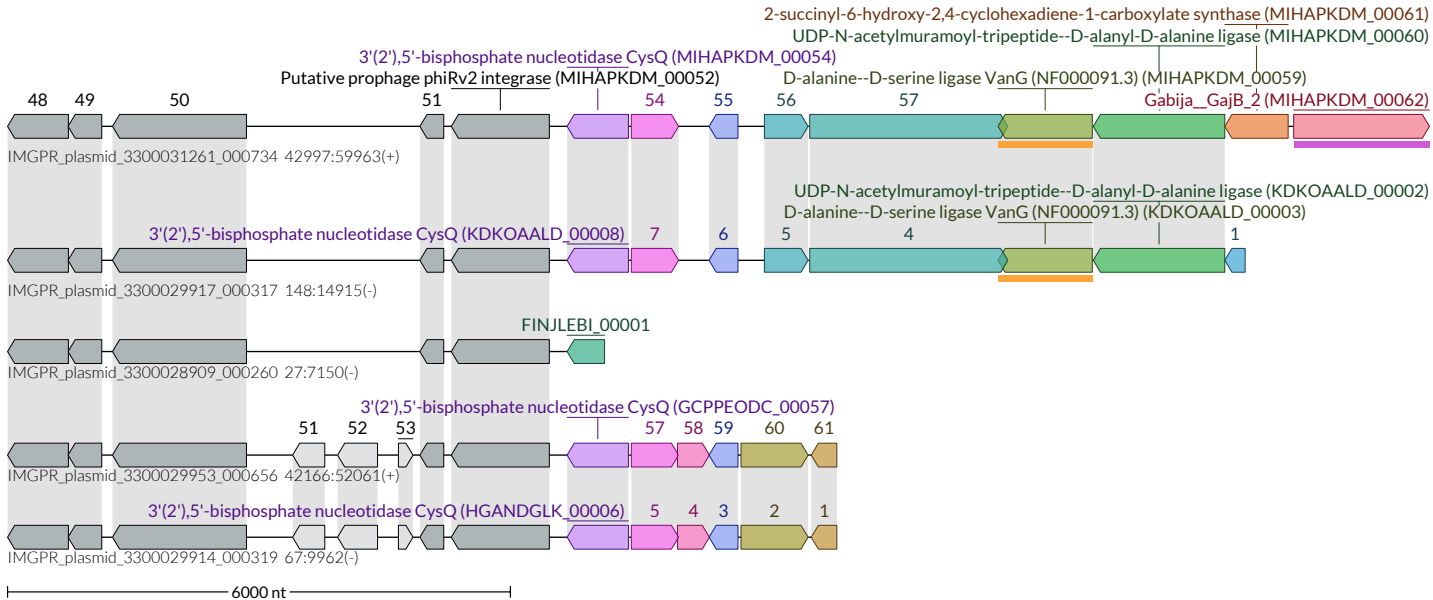 2-succinyl-6-hydroxy-2,4-cyclohexadiene-1-carboxylate synthase (MIHAPKDM_00061)
UDP-N-acetylmuramoyl-tripeptide--D-alanyl-D-alanine ligase (MIHAPKDM_00060)
3'(2'),5'-bisphosphate nucleotidase CysQ (MIHAPKDM_00054)
Putative prophage phiRv2 integrase (MIHAPKDM_00052) D-alanine--D-serine ligase VanG (NF000091.3) (MIHAPKDM_00059)
48 49 50 51 54 55 56 57 Gabija__GajB_2 (MIHAPKDM_00062)
IMGPR_plasmid_3300031261_000734 42997:59963(+)
UDP-N-acetylmuramoyl-tripeptide--D-alanyl-D-alanine ligase (KDKOAALD_00002)
D-alanine--D-serine ligase VanG (NF000091.3) (KDKOAALD_00003)
3'(2'),5'-bisphosphate nucleotidase CysQ (KDKOAALD_00008) 7 6 5 4 1
IMGPR_plasmid_3300029917_000317 148:14915(-)
FINJLEBI_00001
IMGPR_plasmid_3300028909_000260 27:7150(-)
3'(2'),5'-bisphosphate nucleotidase CysQ (GCPPEODC_00057)
51 52 53 57 58 59 60 61
IMGPR_plasmid_3300029953_000656 42166:52061(+)
3'(2'),5'-bisphosphate nucleotidase CysQ (HGANDGLK_00006) 5 4 3 2 1
IMGPR_plasmid_3300029914_000319 67:9962(-)
6000 nt